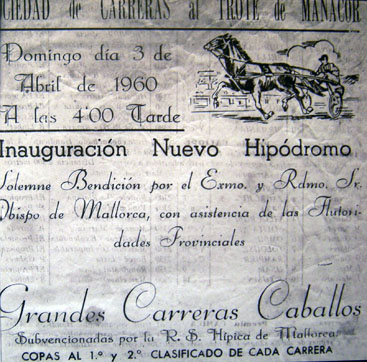 CIEDAD de CARRERAS al TROTE de MANACOR
Domingo día 3 de
Abril de 1960
A las 4'00 Tarde
Inauguración Nuevo Hipódromo
Solemne Bendición por el Exmo. y Rdmo. Sr.
Obispo de Mallorca, con asistencia de las Autori-
dades Provinciales
Grandes Carreras Caballos
Subvencionadas por la R. S. Hípica de Mallorca
COPAS AL 1.º y 2.º CLASIFICADO DE CADA CARRERA